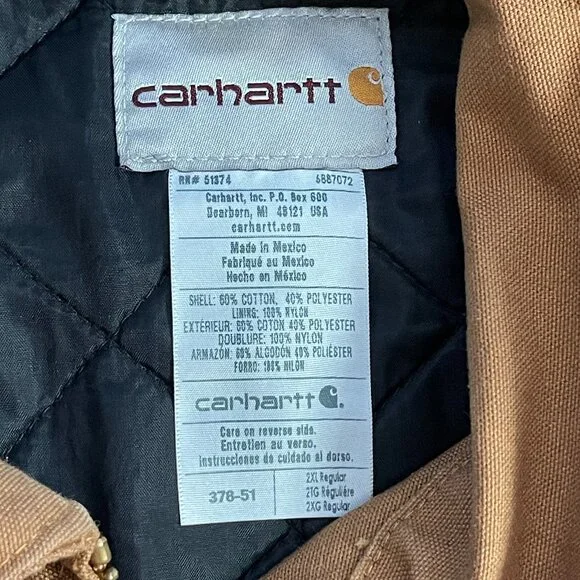 carhartt
RN# 51374 5887072
Carhartt, Inc. P.O. Box 600
Dearborn, MI 48121 USA
carhartt.com
Made in Mexico
Fabriqué au Mexico
Hecho en México
SHELL: 60% COTTON, 40% POLYESTER
LINING: 100% NYLON
EXTÉRIEUR: 60% COTON 40% POLYESTER
DOUBLURE: 100% NYLON
ARMAZÓN: 60% ALGODÓN 40% POLIÉSTER
FORRO: 100% NILON
carhartt
Care on reverse side.
Entretien au verso.
Instrucciones de cuidado al dorso.
378-51
2XL Regular
2TG Régulière
2XG Regular